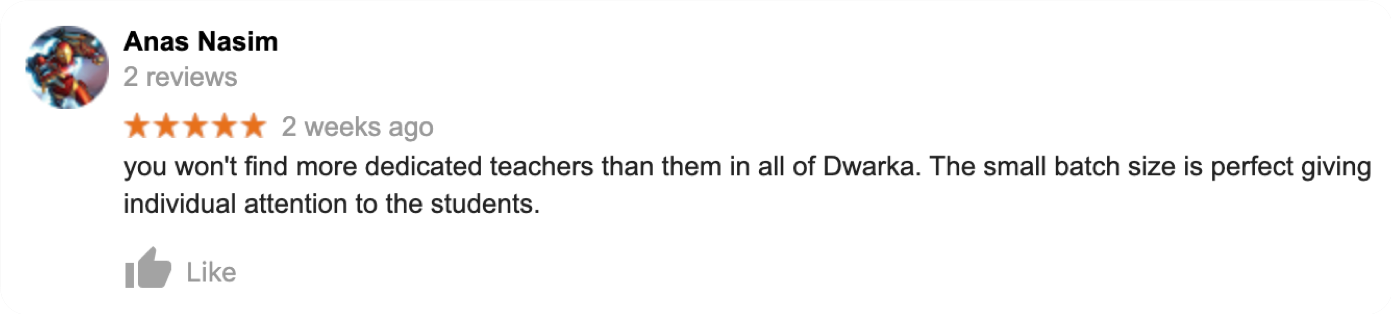 Anas Nasim
2 reviews
2 weeks ago
you won't find more dedicated teachers than them in all of Dwarka. The small batch size is perfect giving
individual attention to the students.
Like